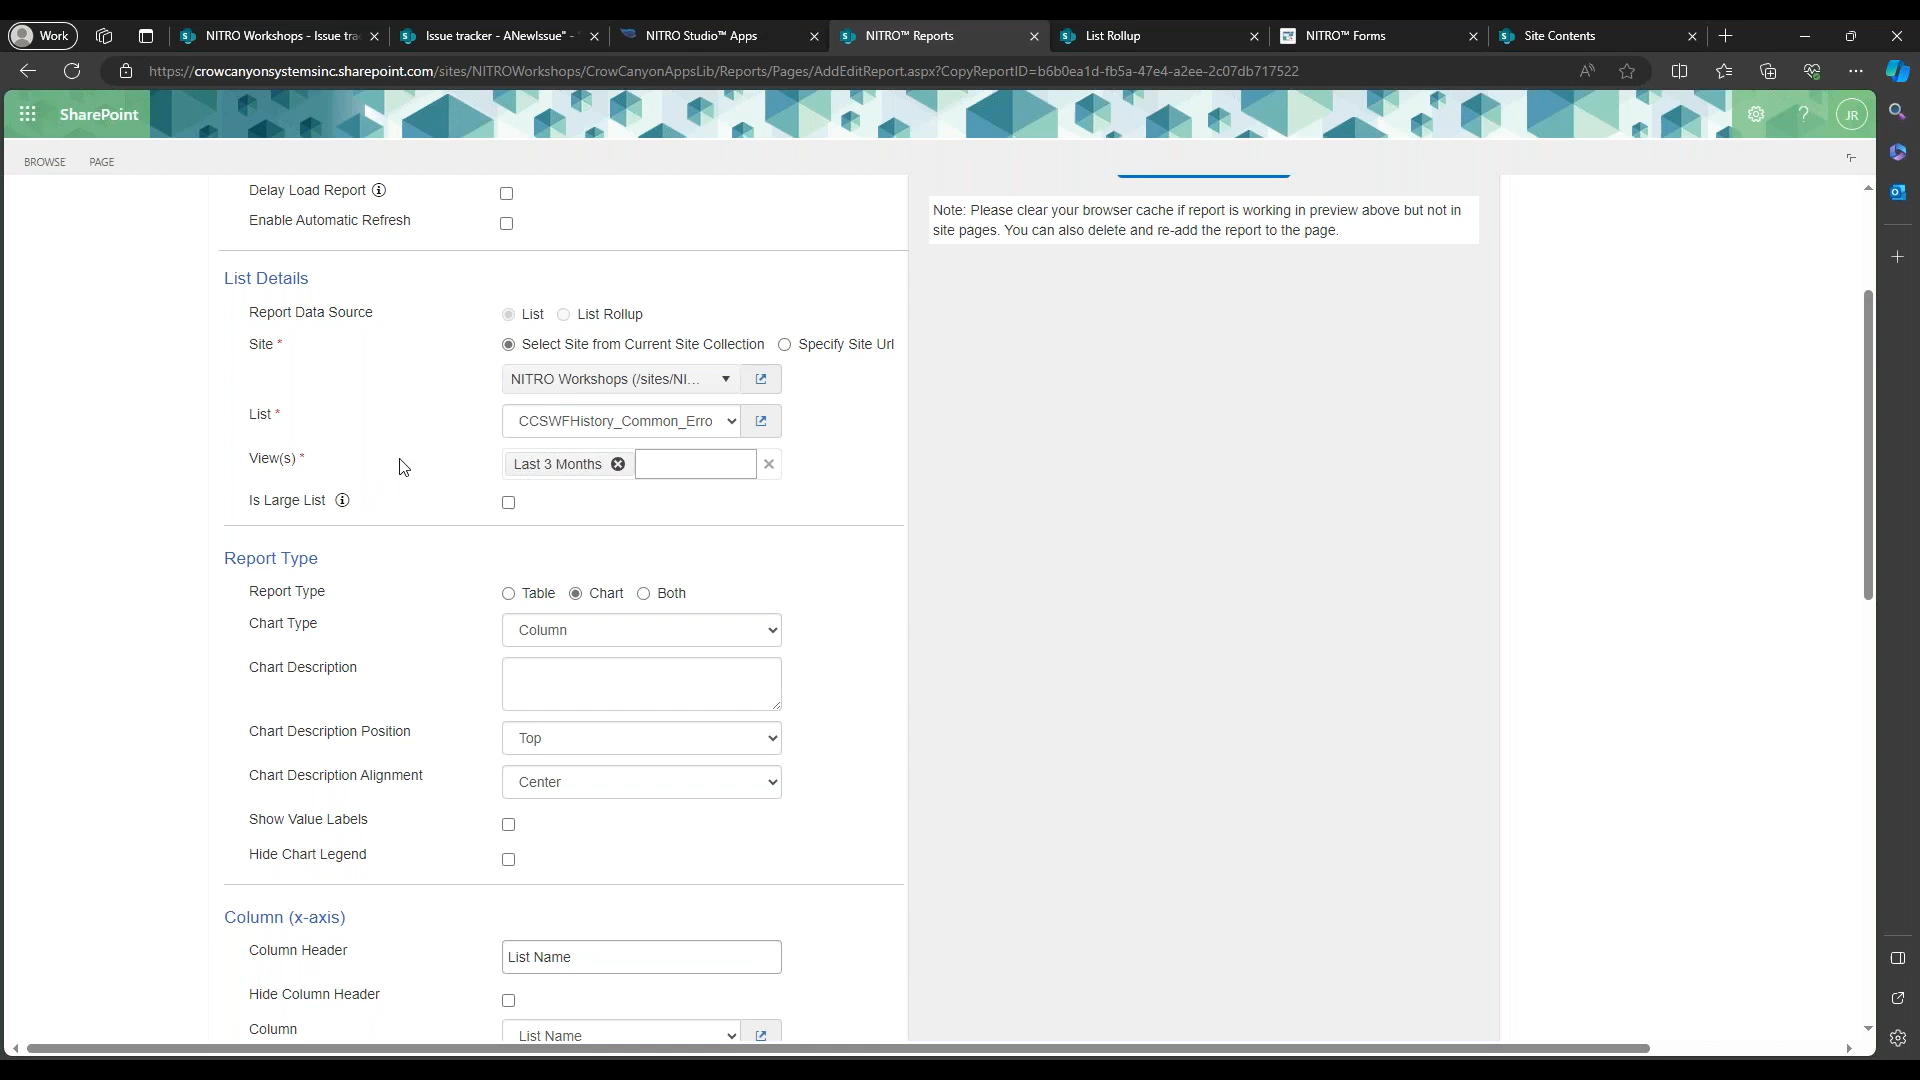 Work
NITRO Workshops - Issue tra
Issue tracker - ANewIssue" -
NITRO Studio™ Apps
NITRO™ Reports
List Rollup
NITRO™ Forms
Site Contents
https://crowcanyonsystemsinc.sharepoint.com/sites/NITROWorkshops/CrowCanyonAppsLib/Reports/Pages/AddEditReport.aspx?CopyReportID=b6b0ea1d-fb5a-47e4-a2ee-2c07db717522
SharePoint
JR
BROWSE PAGE
Delay Load Report
Enable Automatic Refresh
Note: Please clear your browser cache if report is working in preview above but not in
site pages. You can also delete and re-add the report to the page.
List Details
Report Data Source List List Rollup
Site * Select Site from Current Site Collection Specify Site Url
NITRO Workshops (/sites/NI...
List * CCSWFHistory_Common_Erro
View(s) * Last 3 Months
Is Large List
Report Type
Report Type Table Chart Both
Chart Type Column
Chart Description
Chart Description Position Top
Chart Description Alignment Center
Show Value Labels
Hide Chart Legend
Column (x-axis)
Column Header List Name
Hide Column Header
Column List Name